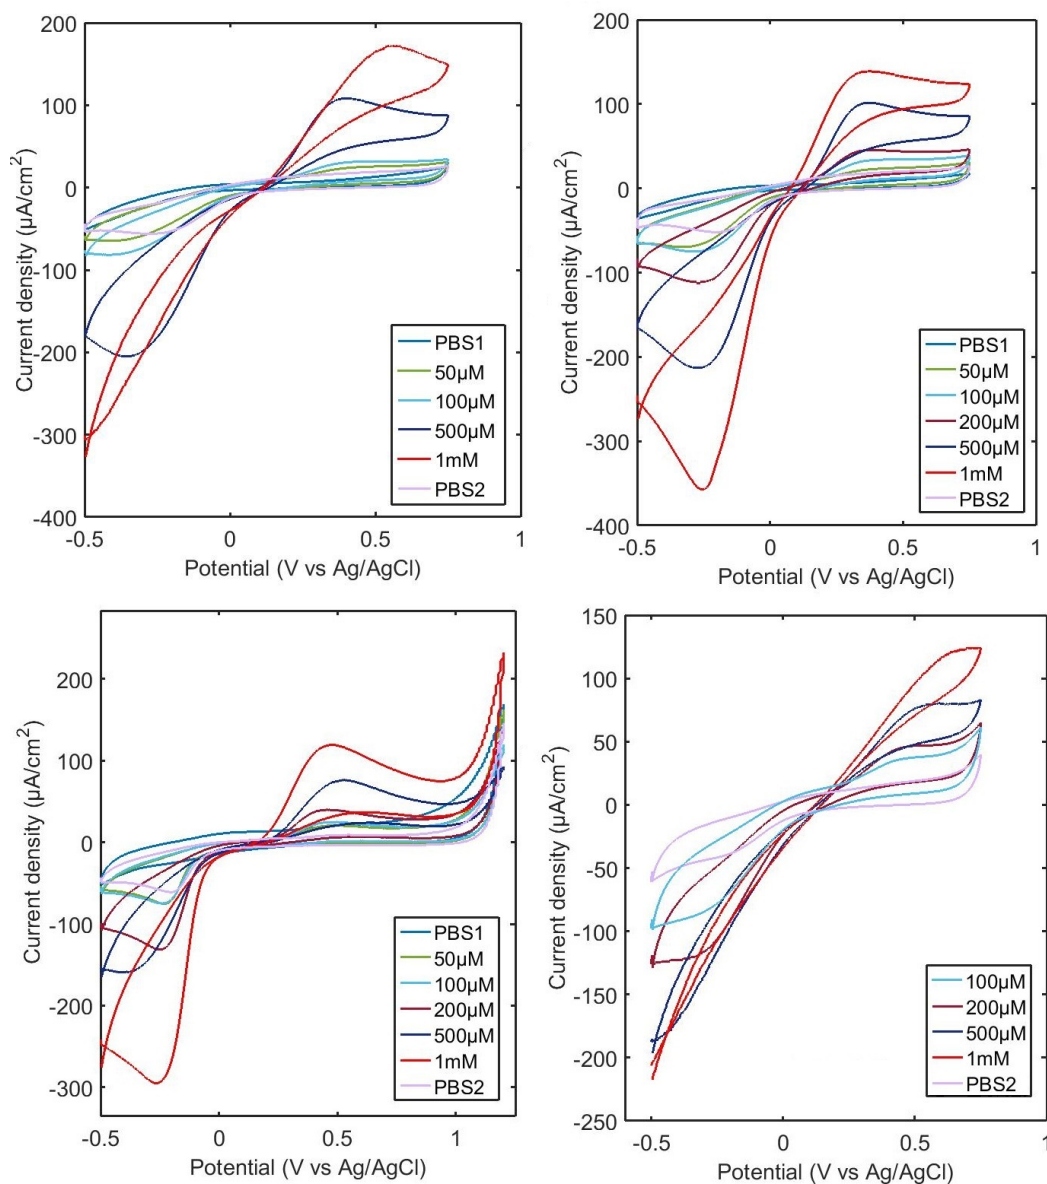 200
100
0
-100
-200
-300
-400
-0.5
0
0.5
1
Current density (µA/cm²)
Potential (V vs Ag/AgCl)
PBS1
50µM
100µM
500µM
1mM
PBS2
200
100
0
-100
-200
-300
-400
-0.5
0
0.5
1
Current density (µA/cm²)
Potential (V vs Ag/AgCl)
PBS1
50µM
100µM
200µM
500µM
1mM
PBS2
200
100
0
-100
-200
-300
-0.5
0
0.5
1
Current density (µA/cm²)
Potential (V vs Ag/AgCl)
PBS1
50µM
100µM
200µM
500µM
1mM
PBS2
150
100
50
0
-50
-100
-150
-200
-250
-0.5
0
0.5
1
Current density (µA/cm²)
Potential (V vs Ag/AgCl)
100µM
200µM
500µM
1mM
PBS2